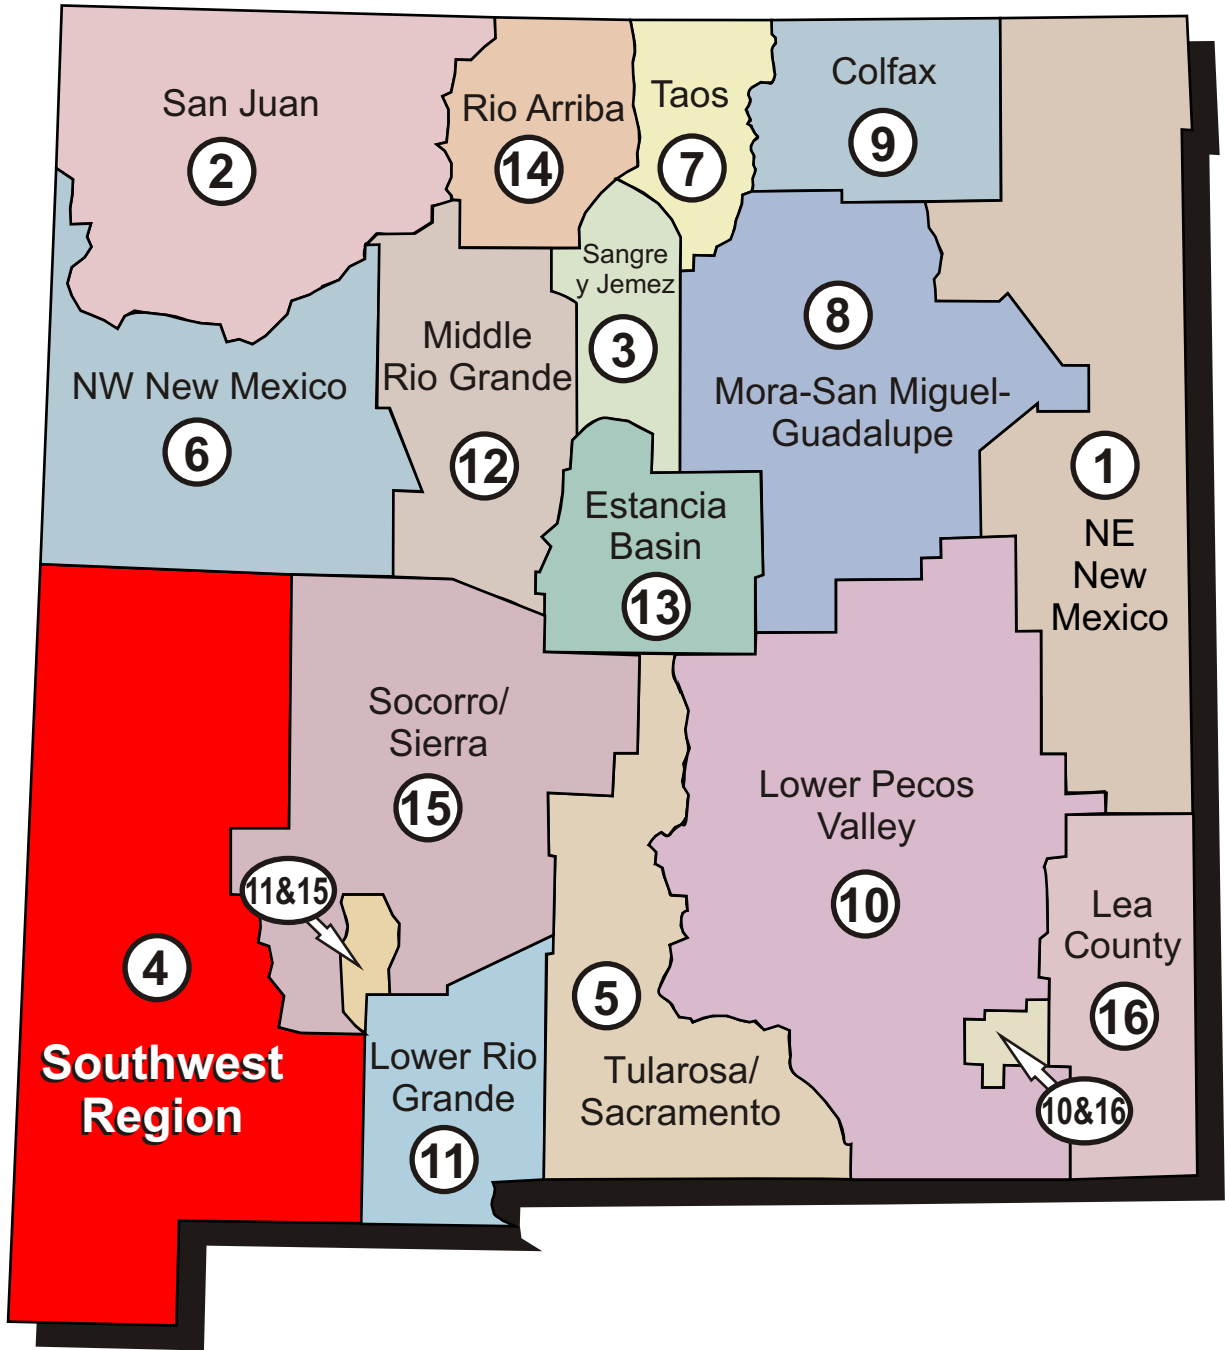 San Juan
2
Rio Arriba
14
Taos
7
Colfax
9
Sangre
y Jemez
3
8
Mora-San Miguel-
Guadalupe
Middle
Rio Grande
12
NW New Mexico
6
1
NE
New
Mexico
Estancia
Basin
13
Socorro/
Sierra
15
11&15
Lower Pecos
Valley
10
Lea
County
16
10&16
4
Southwest
Region
5
Tularosa/
Sacramento
Lower Rio
Grande
11